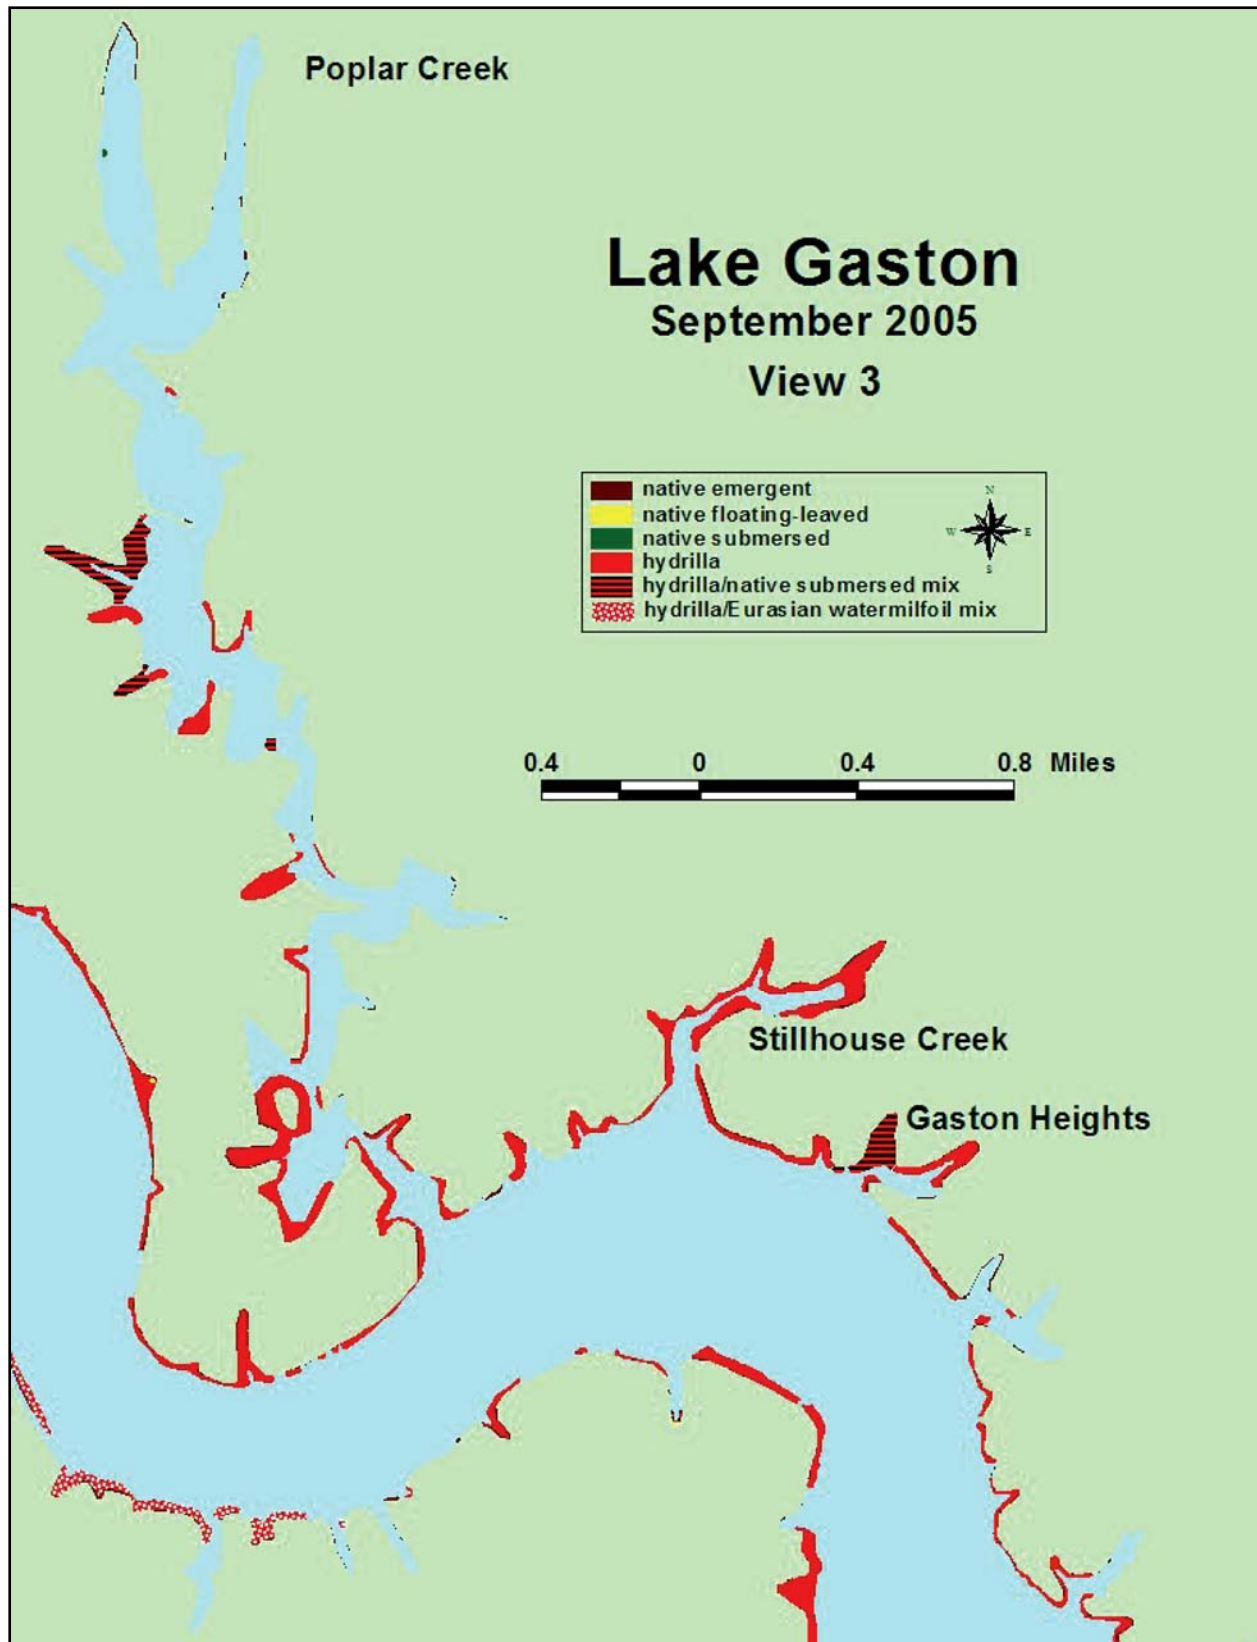 Poplar Creek
Lake Gaston
September 2005
View 3
native emergent
native floating-leaved
native submersed
hydrilla
hydrilla/native submersed mix
hydrilla/Eurasian watermilfoil mix
N
W E
S
0.4 0 0.4 0.8 Miles
Stillhouse Creek
Gaston Heights